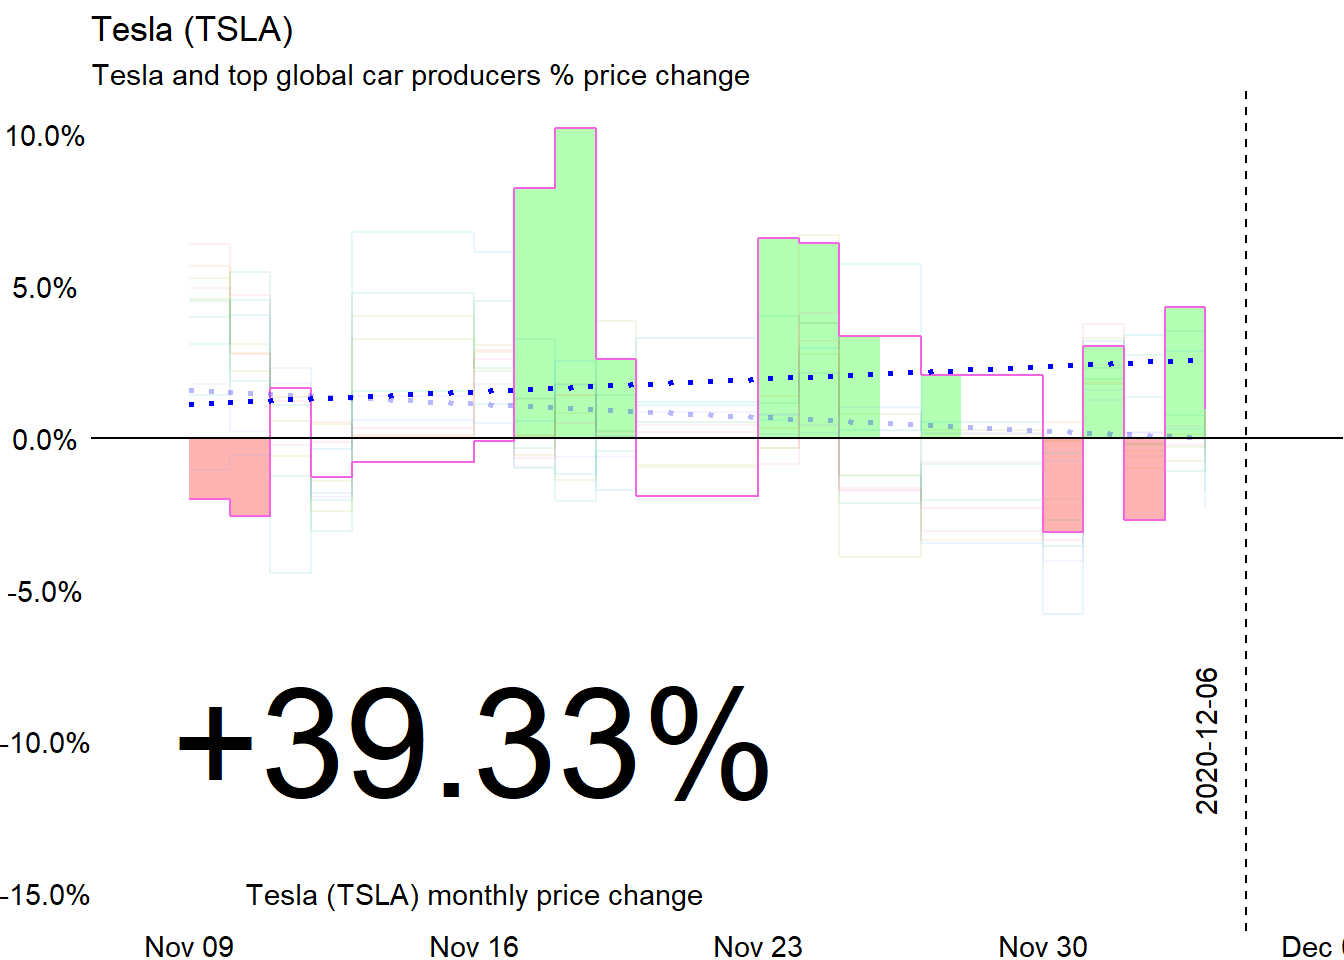 Tesla (TSLA)
Tesla and top global car producers % price change
10.0%
5.0%
0.0%
-5.0%
-10.0%
-15.0%
+39.33%
Tesla (TSLA) monthly price change
2020-12-06
Nov 09
Nov 16
Nov 23
Nov 30
Dec